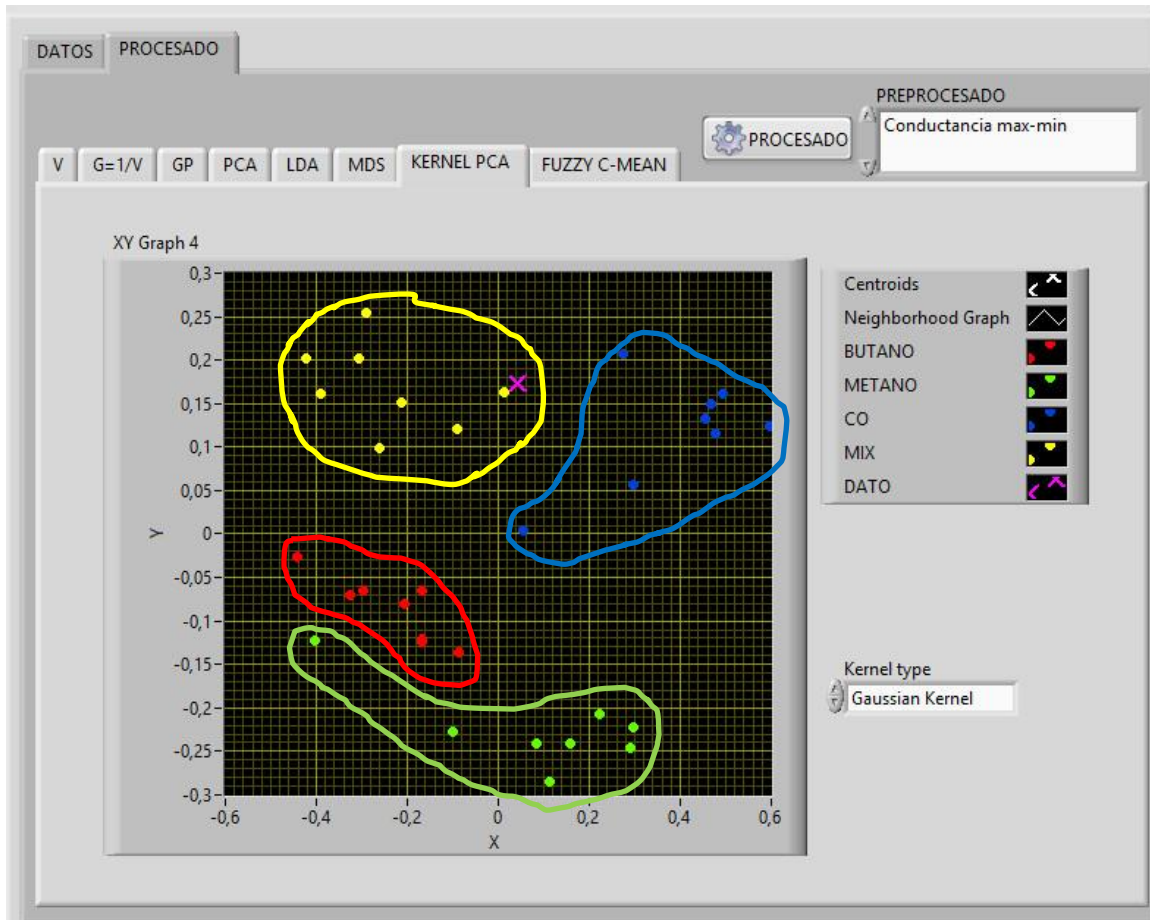 DATOS PROCESADO
PREPROCESADO
PROCESADO
Conductancia max-min
V G=1/V GP PCA LDA MDS KERNEL PCA FUZZY C-MEAN
XY Graph 4
0,3
0,25
0,2
0,15
0,1
0,05
0
-0,05
-0,1
-0,15
-0,2
-0,25
-0,3
Y
-0,6 -0,4 -0,2 0 0,2 0,4 0,6
X
Centroids
Neighborhood Graph
BUTANO
METANO
CO
MIX
DATO
Kernel type
Gaussian Kernel